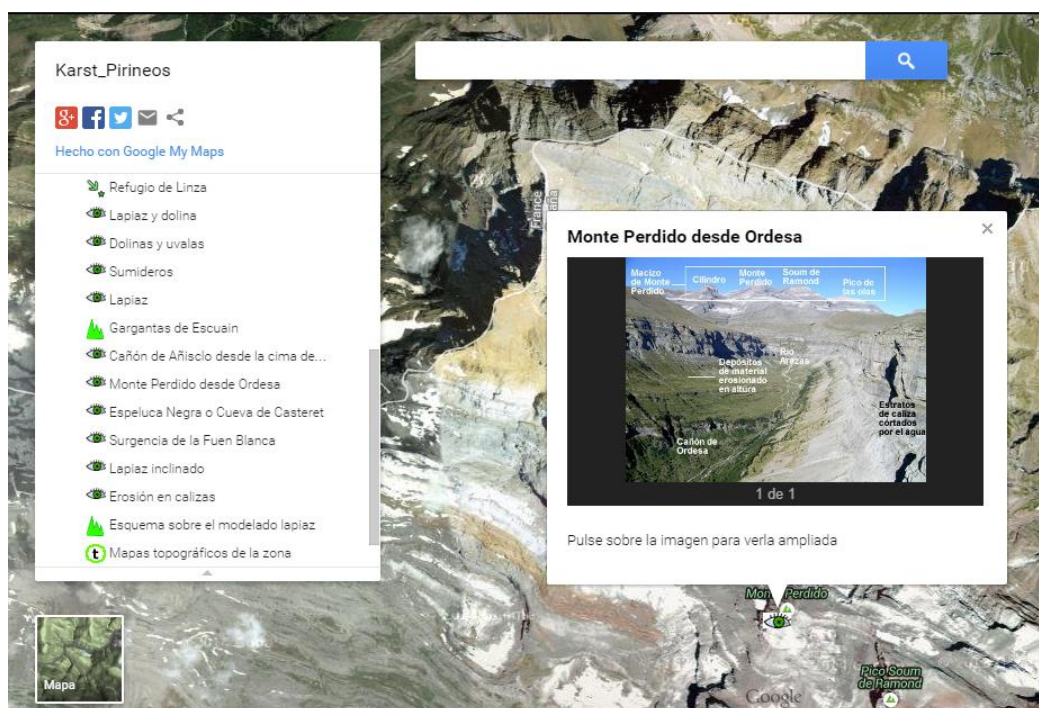 Karst_Pirineos
Hecho con Google My Maps
Refugio de Linza
Lapiaz y dolina
Dolinas y uvalas
Sumideros
Lapiaz
Gargantas de Escuain
Cañón de Añisclo desde la cima de...
Monte Perdido desde Ordesa
Espeluca Negra o Cueva de Casteret
Surgencia de la Fuen Blanca
Lapiaz inclinado
Erosión en calizas
Esquema sobre el modelado lapiaz
t Mapas topográficos de la zona
Mapa
France
Monte Perdido desde Ordesa
Macizo
de Monte
Perdido
Cilindro
Monte
Perdido
Soum de
Ramond
Pico de
las olas
Depósitos
de material
erosionado
en altura
Río
Arazas
Estratos
de caliza
córtados
por el agua
Cañón de
Ordesa
1 de 1
Pulse sobre la imagen para verla ampliada
Perdido
Pico Soum
de Ramond
Google